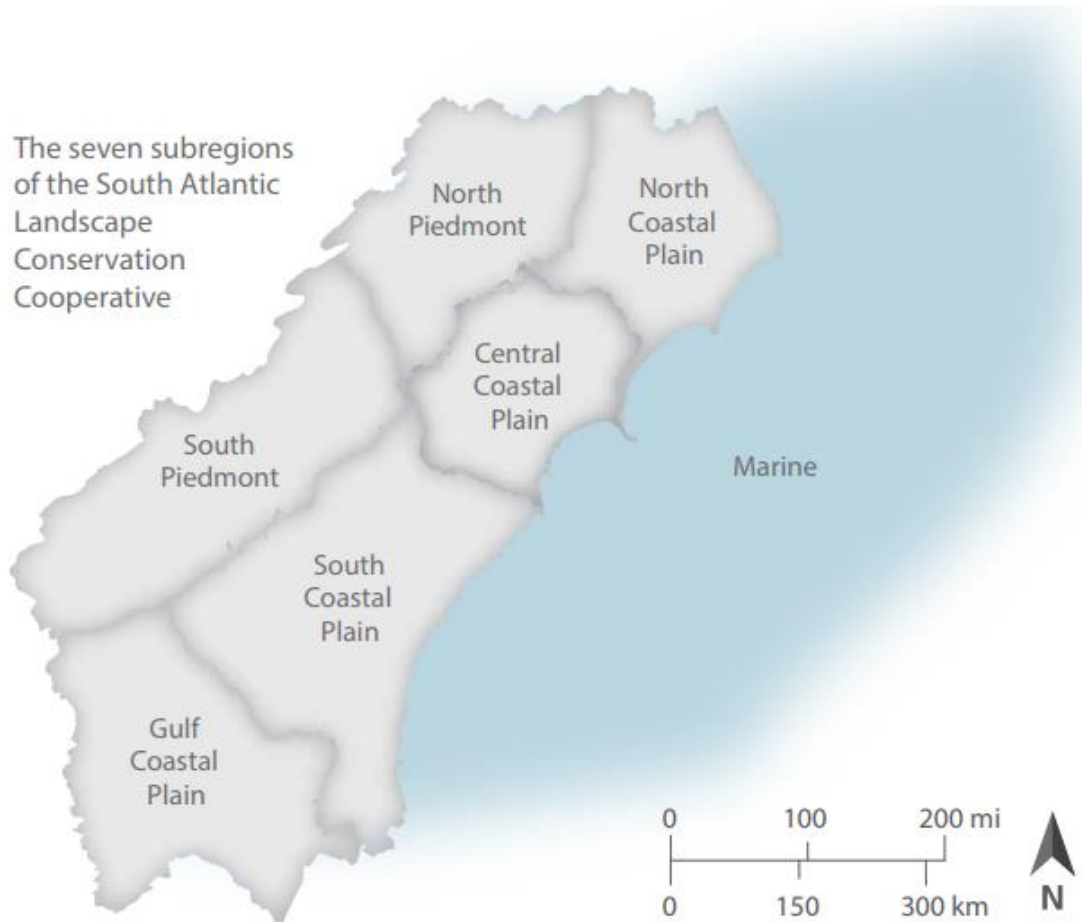 The seven subregions
of the South Atlantic
Landscape
Conservation
Cooperative
North
Piedmont
North
Coastal
Plain
Central
Coastal
Plain
South
Piedmont
Marine
South
Coastal
Plain
Gulf
Coastal
Plain
0 100 200 mi
0 150 300 km
N